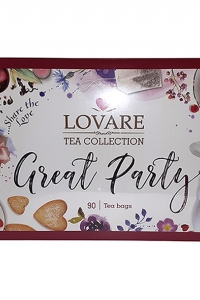 ...Share the
Love
LOVARE
TEA COLLECTION
Great Party
90 | Tea bags